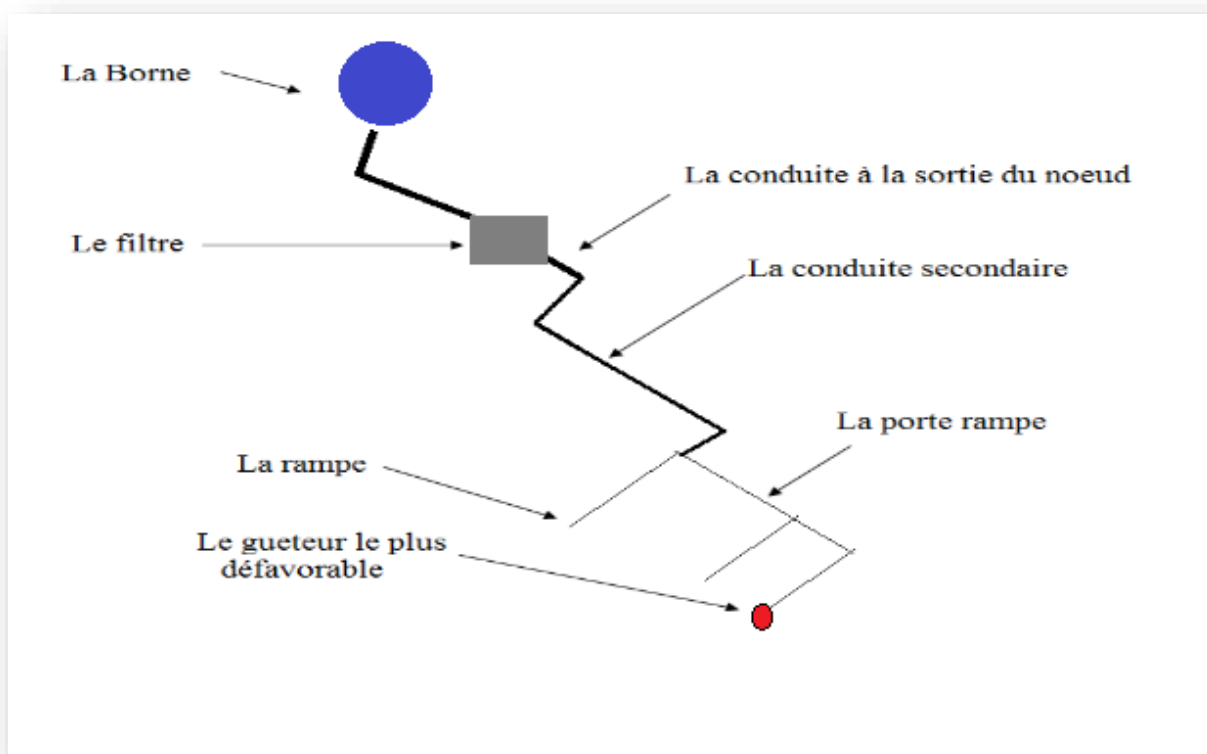 La Borne
La conduite à la sortie du noeud
Le filtre
La conduite secondaire
La porte rampe
La rampe
Le gueteur le plus
défavorable